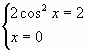 2cos² x = 2
x = 0